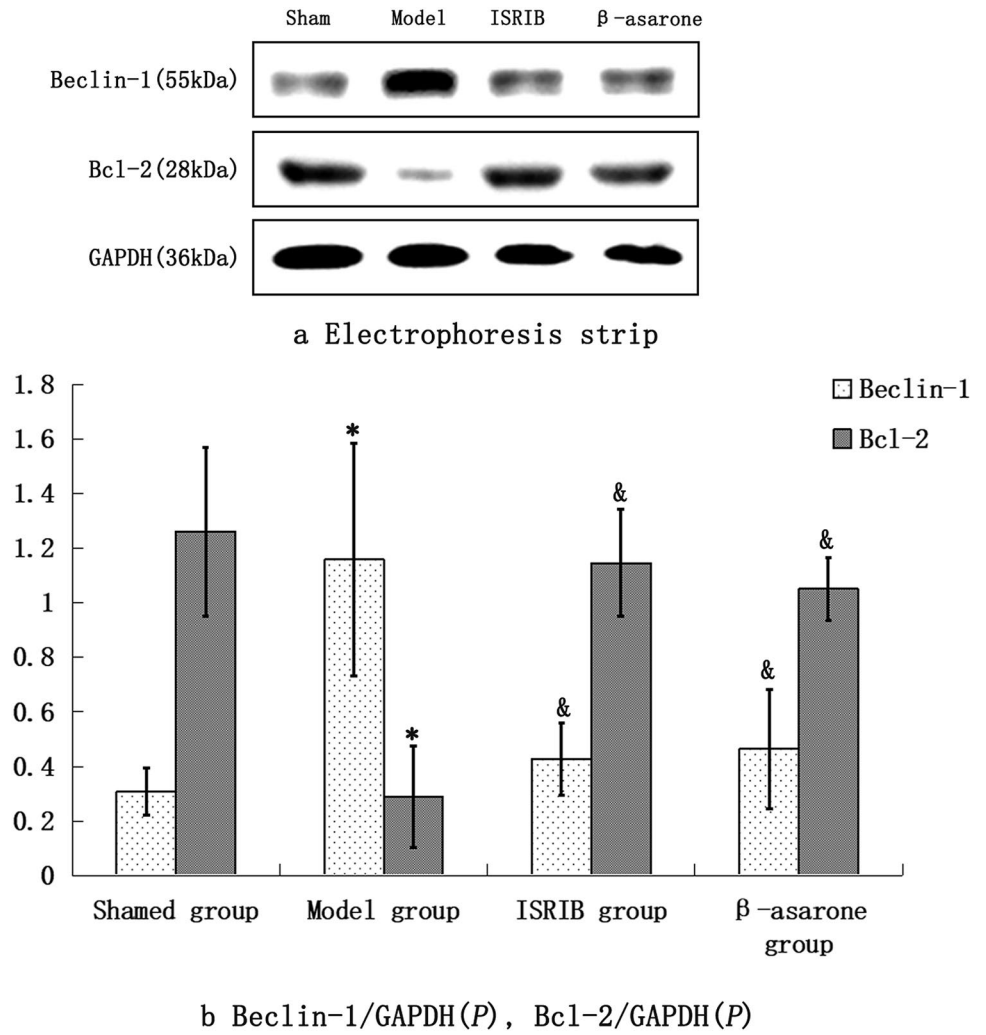 Sham Model ISRIB β-asarone
Beclin-1(55kDa)
Bcl-2(28kDa)
GAPDH(36kDa)
a Electrophoresis strip
1.8
1.6
1.4
1.2
1
0.8
0.6
0.4
0.2
0
Beclin-1
Bcl-2
* * & & & &
Shamed group Model group ISRIB group β-asarone group
b Beclin-1/GAPDH(P), Bcl-2/GAPDH(P)